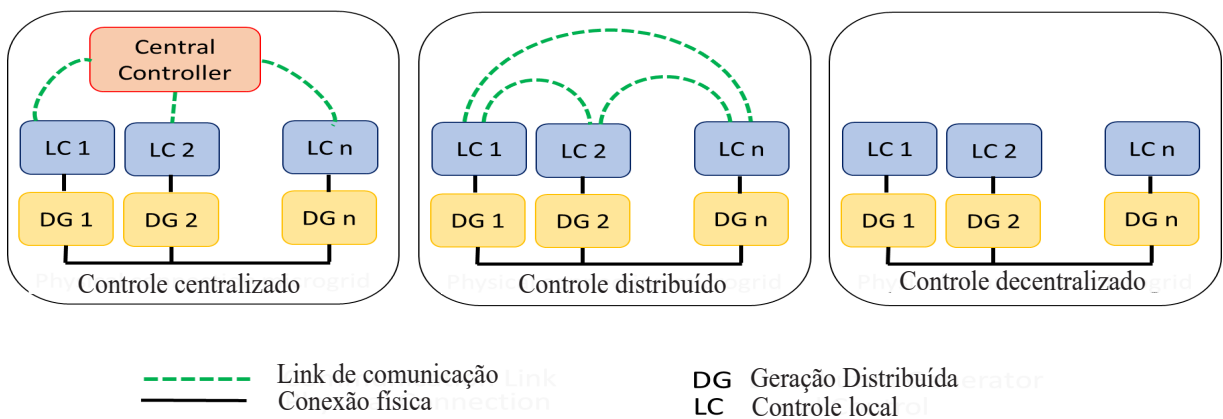 Central
Controller
LC 1
LC 2
LC n
DG 1
DG 2
DG n
Controle centralizado
LC 1
LC 2
LC n
DG 1
DG 2
DG n
Controle distribuído
LC 1
LC 2
LC n
DG 1
DG 2
DG n
Controle decentralizado
Link de comunicação
Conexão física
DG Geração Distribuída
LC Controle local